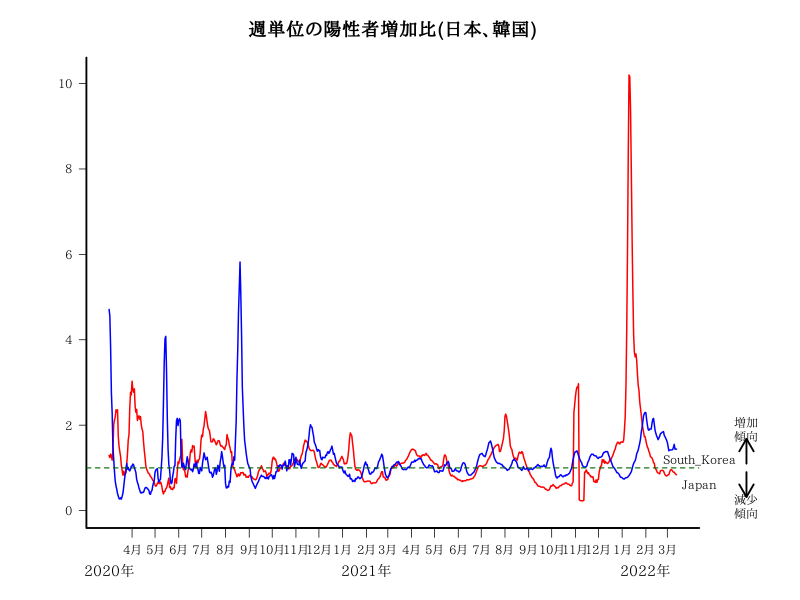 週単位の陽性者増加比(日本、韓国)
10
8
6
4
2
0
増加
傾向
South_Korea
Japan
減少
傾向
4月 5月 6月 7月 8月 9月 10月 11月 12月 1月 2月 3月 4月 5月 6月 7月 8月 9月 10月 11月 12月 1月 2月 3月
2020年 2021年 2022年